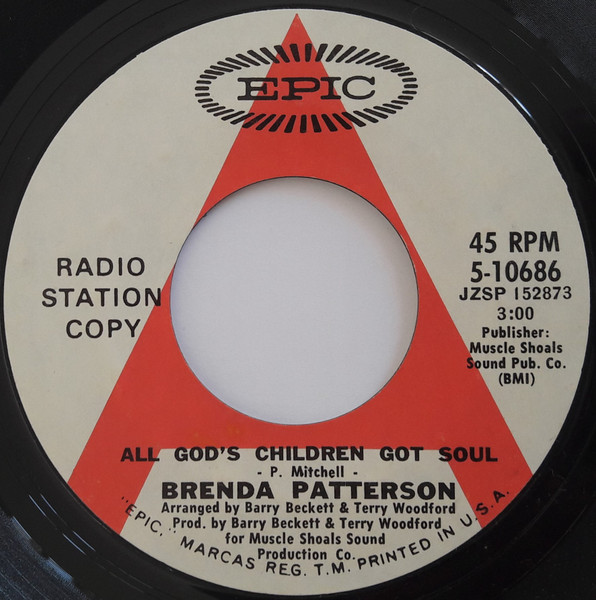 EPIC
RADIO
STATION
COPY
45 RPM
5-10686
JZSP 152873
3:00
Publisher:
Muscle Shoals
Sound Pub. Co.
(BMI)
ALL GOD'S CHILDREN GOT SOUL
- P. Mitchell -
BRENDA PATTERSON
Arranged by Barry Beckett & Terry Woodford
Prod. by Barry Beckett & Terry Woodford
for Muscle Shoals Sound
Production Co.
"EPIC," MARCAS REG. T.M. PRINTED IN U.S.A.